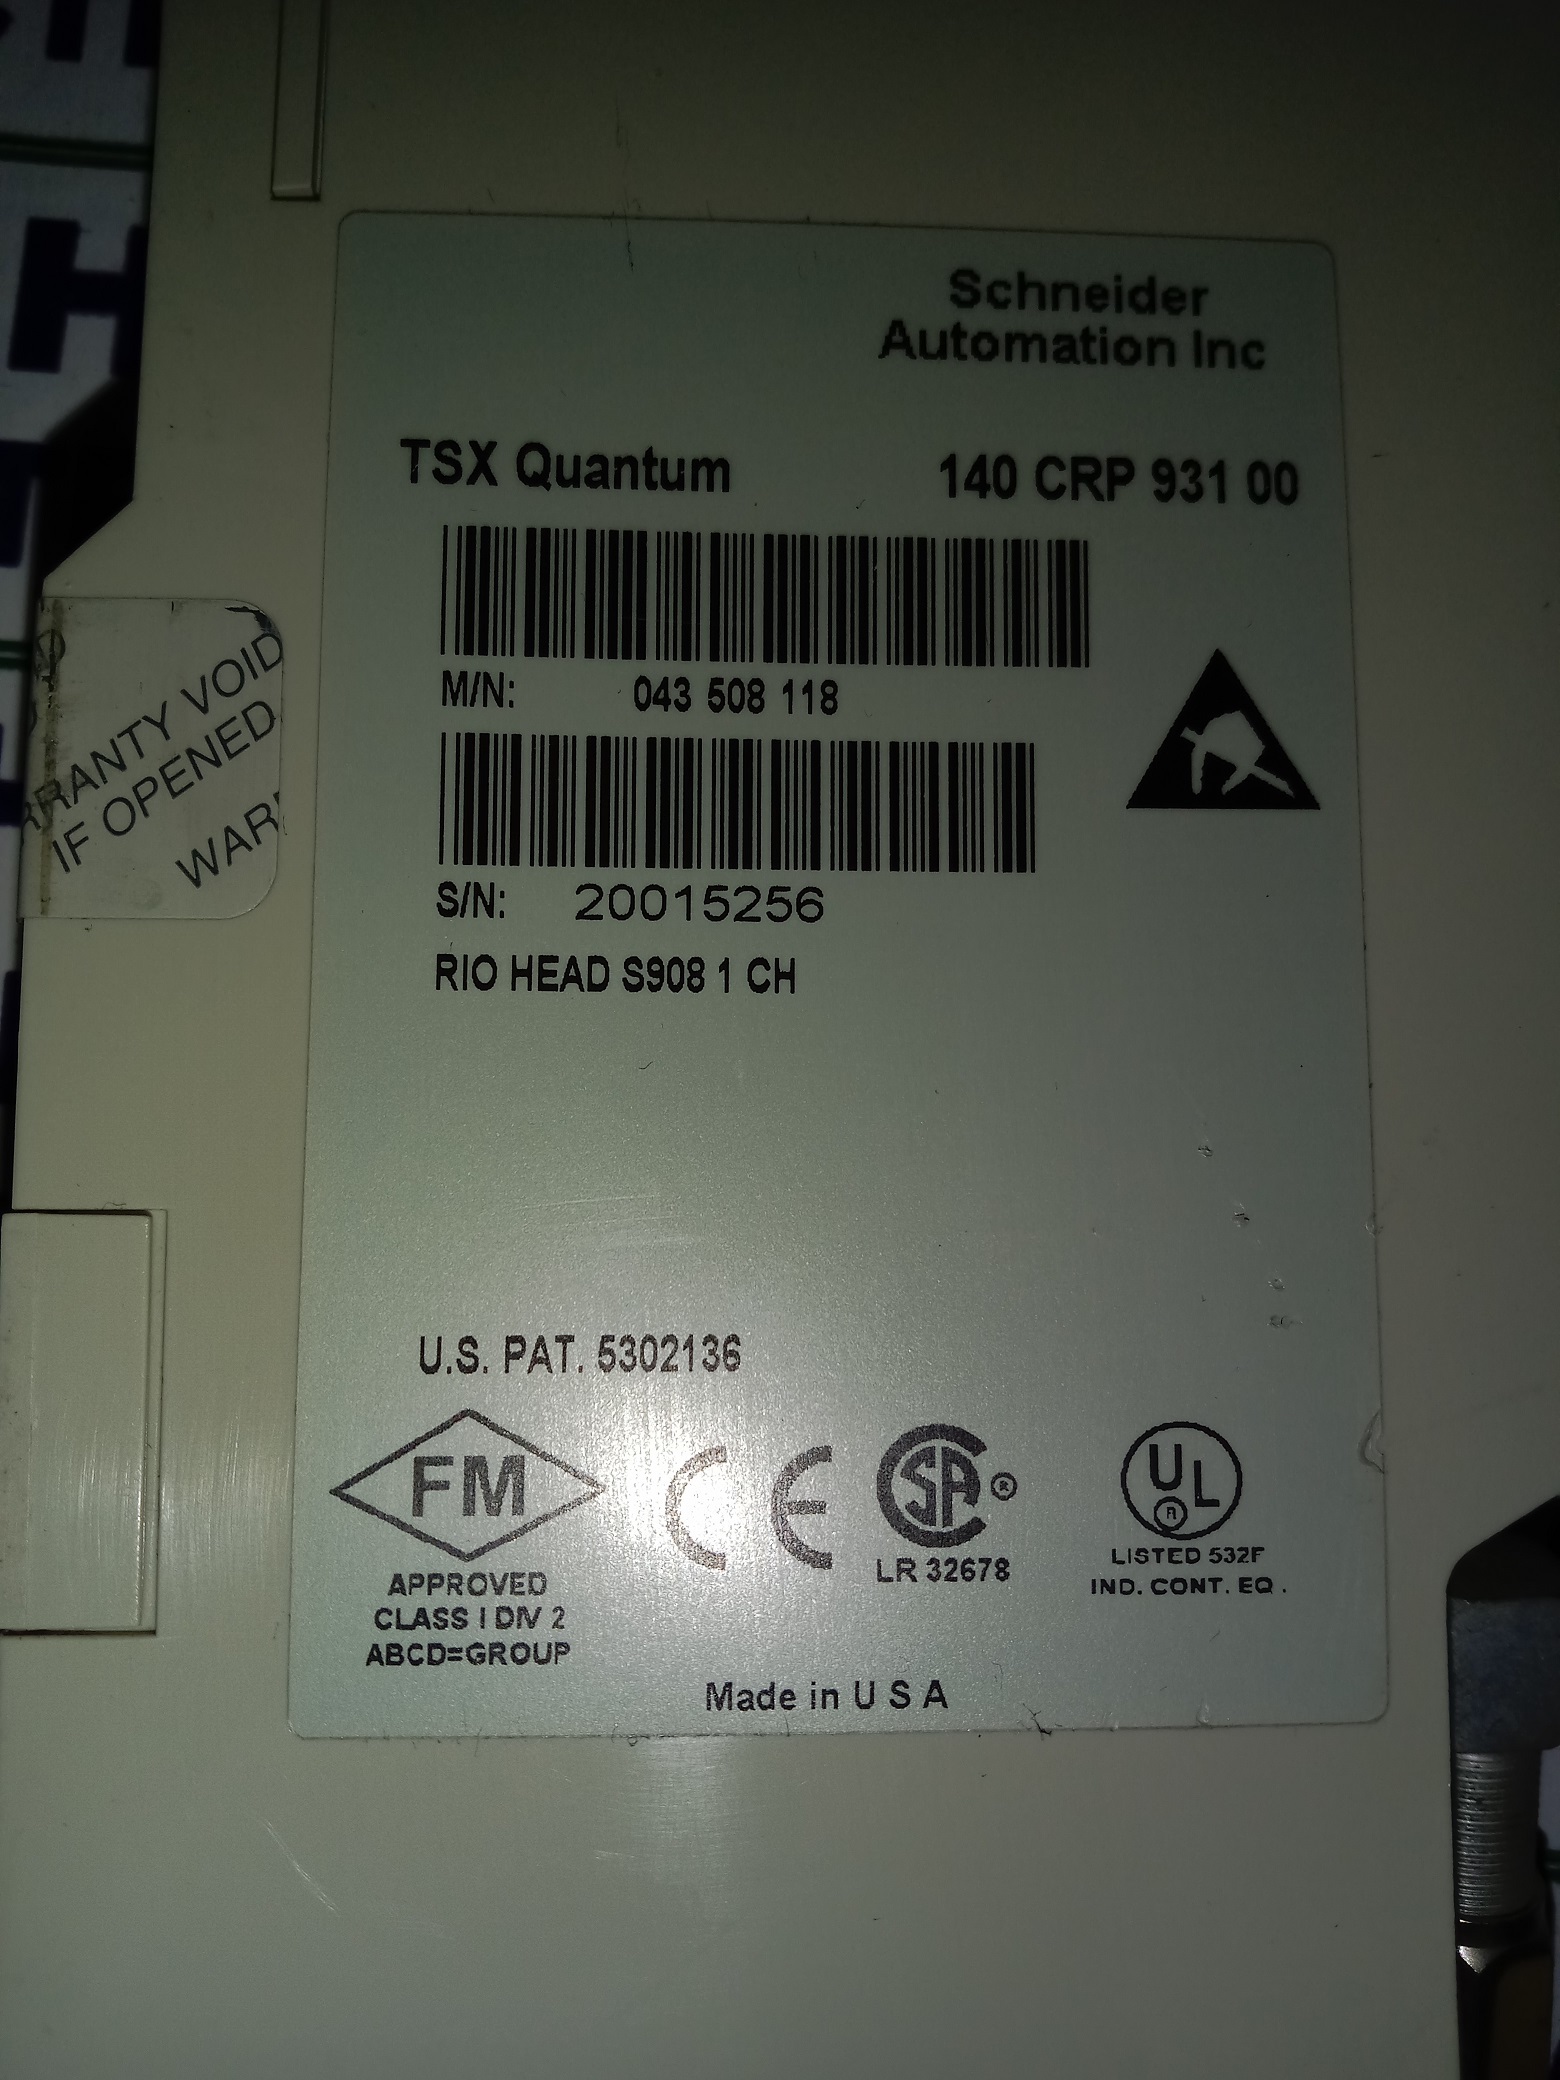 Schneider
Automation Inc
TSX Quantum 140 CRP 931 00
M/N: 043 508 118
S/N: 20015256
RIO HEAD S908 1 CH
RRANTY VOID
IF OPENED
U.S. PAT. 5302136
FM
APPROVED
CLASS I DIV 2
ABCD=GROUP
CE
CSA ®
LR 32678
UL
®
LISTED 532F
IND. CONT. EQ.
Made in U S A